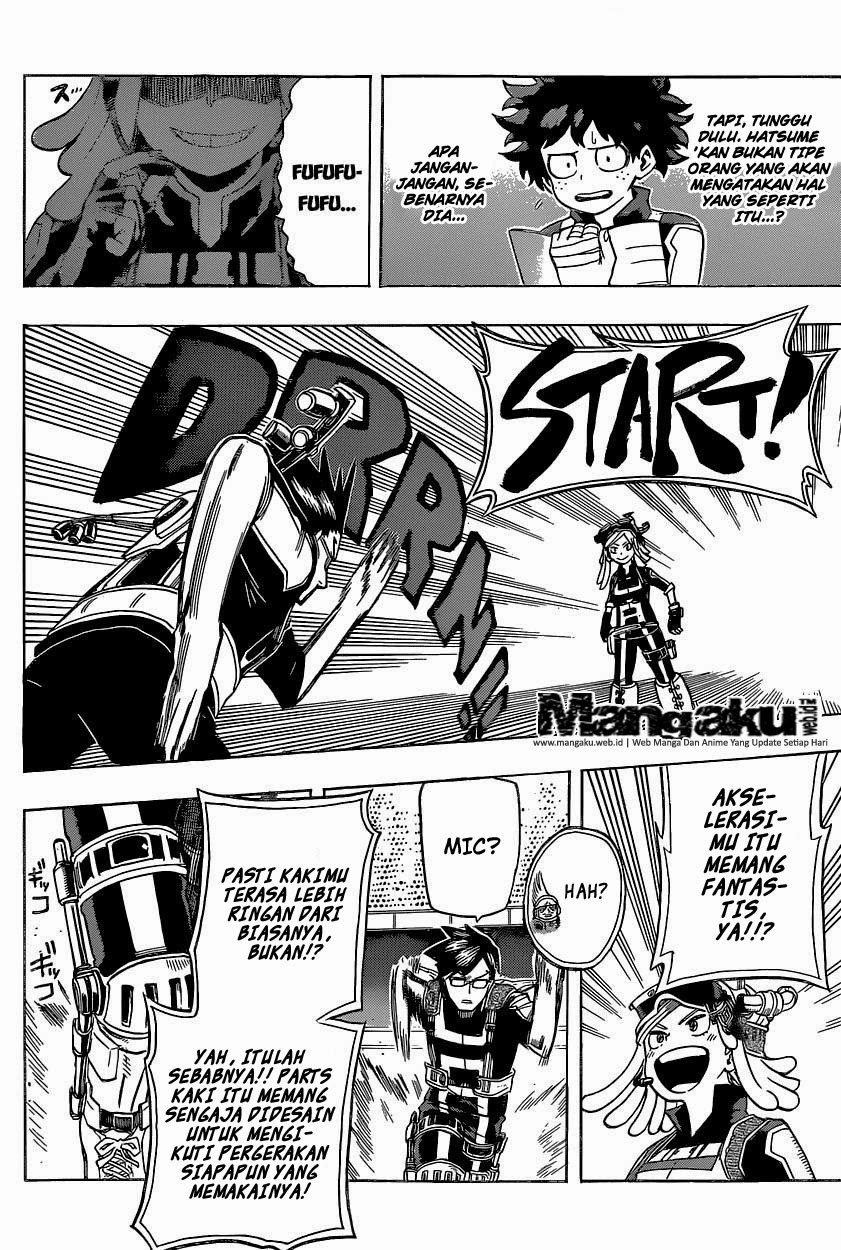 TAPI, TUNGGU
DULU. HATSUME
'KAN BUKAN TIPE
ORANG YANG AKAN
MENGATAKAN HAL
YANG SEPERTI
ITU...?
APA
JANGAN-
JANGAN, SE-
BENARNYA
DIA...
ス...
FUFUFU-
FUFU...
START!
DRRRN!!
Mangaku
web.id
www.mangaku.web.id | Web Manga Dan Anime Yang Update Setiap Hari
AKSE-
LERASI-
MU ITU
MEMANG
FANTAS-
TIS,
YA!!?
HAH?
MIC?
PASTI KAKIMU
TERASA LEBIH
RINGAN DARI
BIASANYA,
BUKAN!?
YAH, ITULAH
SEBABNYA!! PARTS
KAKI ITU MEMANG
SENGAJA DIDESAIN
UNTUK MENGI-
KUTI PERGERAKAN
SIAPAPUN YANG
MEMAKAINYA!
ギコッ
ギコッ